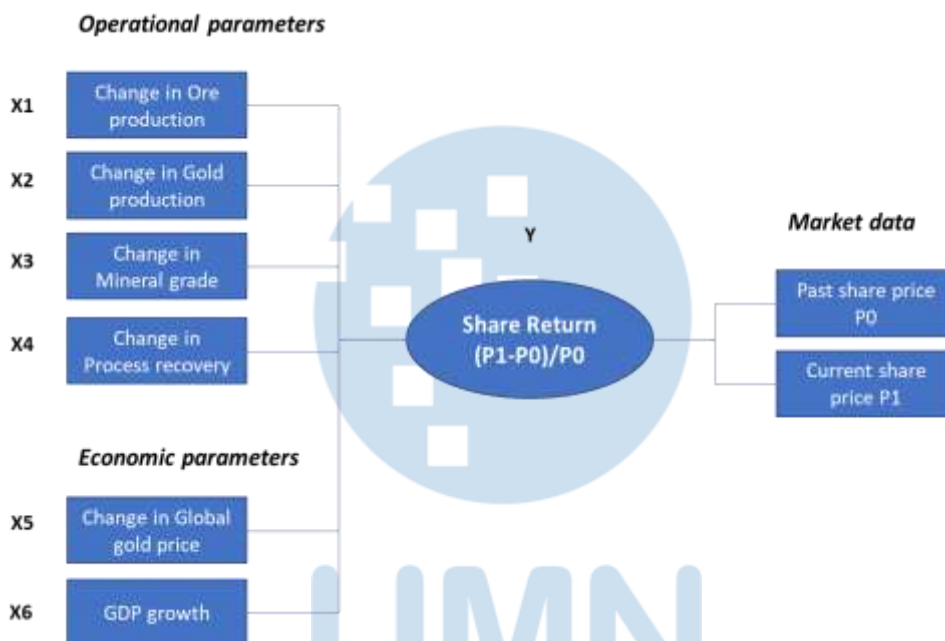 Operational parameters
X1
Change in Ore
production
X2
Change in Gold
production
X3
Change in
Mineral grade
X4
Change in
Process recovery
Economic parameters
X5
Change in Global
gold price
X6
GDP growth
Y
Share Return
(P1-P0)/P0
Market data
Past share price
P0
Current share
price P1
UMN